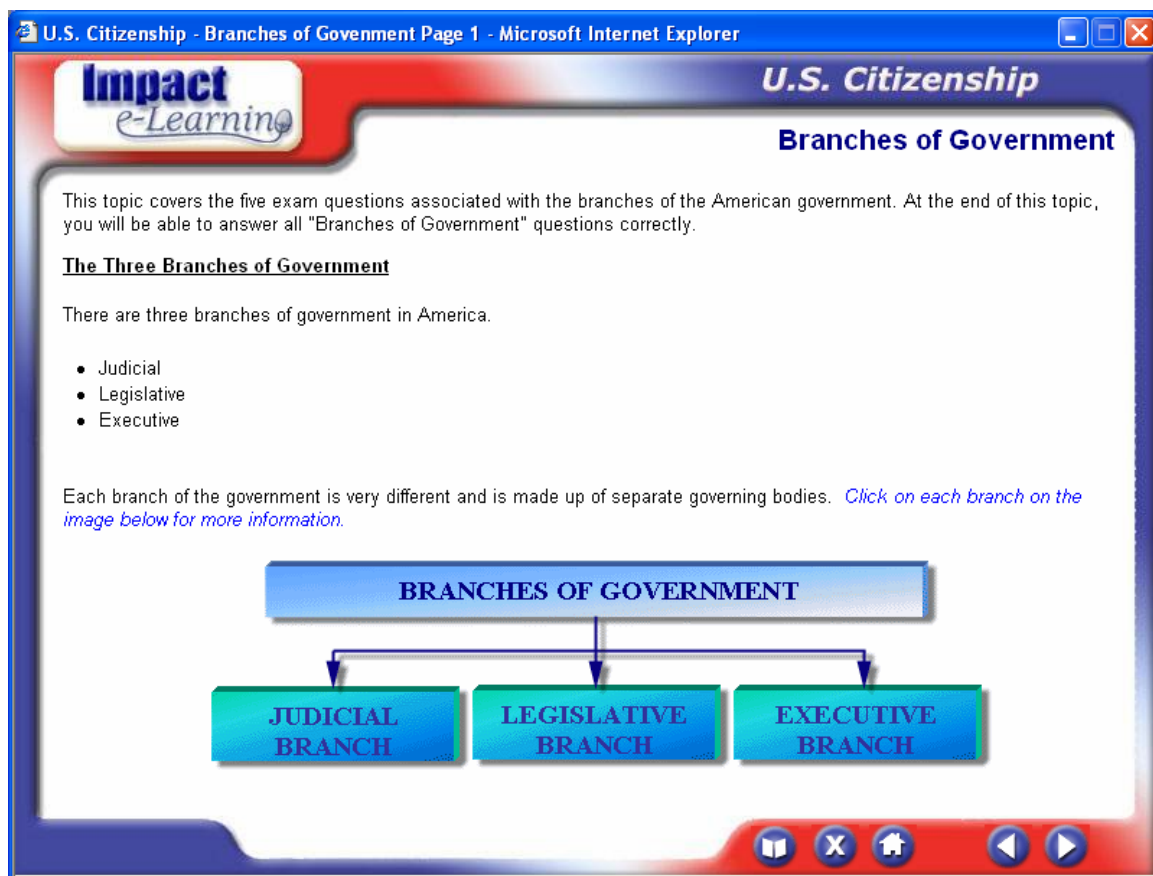 U.S. Citizenship - Branches of Govenment Page 1 - Microsoft Internet Explorer
Impact
e-Learning
U.S. Citizenship
Branches of Government
This topic covers the five exam questions associated with the branches of the American government. At the end of this topic,
you will be able to answer all "Branches of Government" questions correctly.
The Three Branches of Government
There are three branches of government in America.
• Judicial
• Legislative
• Executive
Each branch of the government is very different and is made up of separate governing bodies. Click on each branch on the
image below for more information.
BRANCHES OF GOVERNMENT
JUDICIAL
BRANCH
LEGISLATIVE
BRANCH
EXECUTIVE
BRANCH